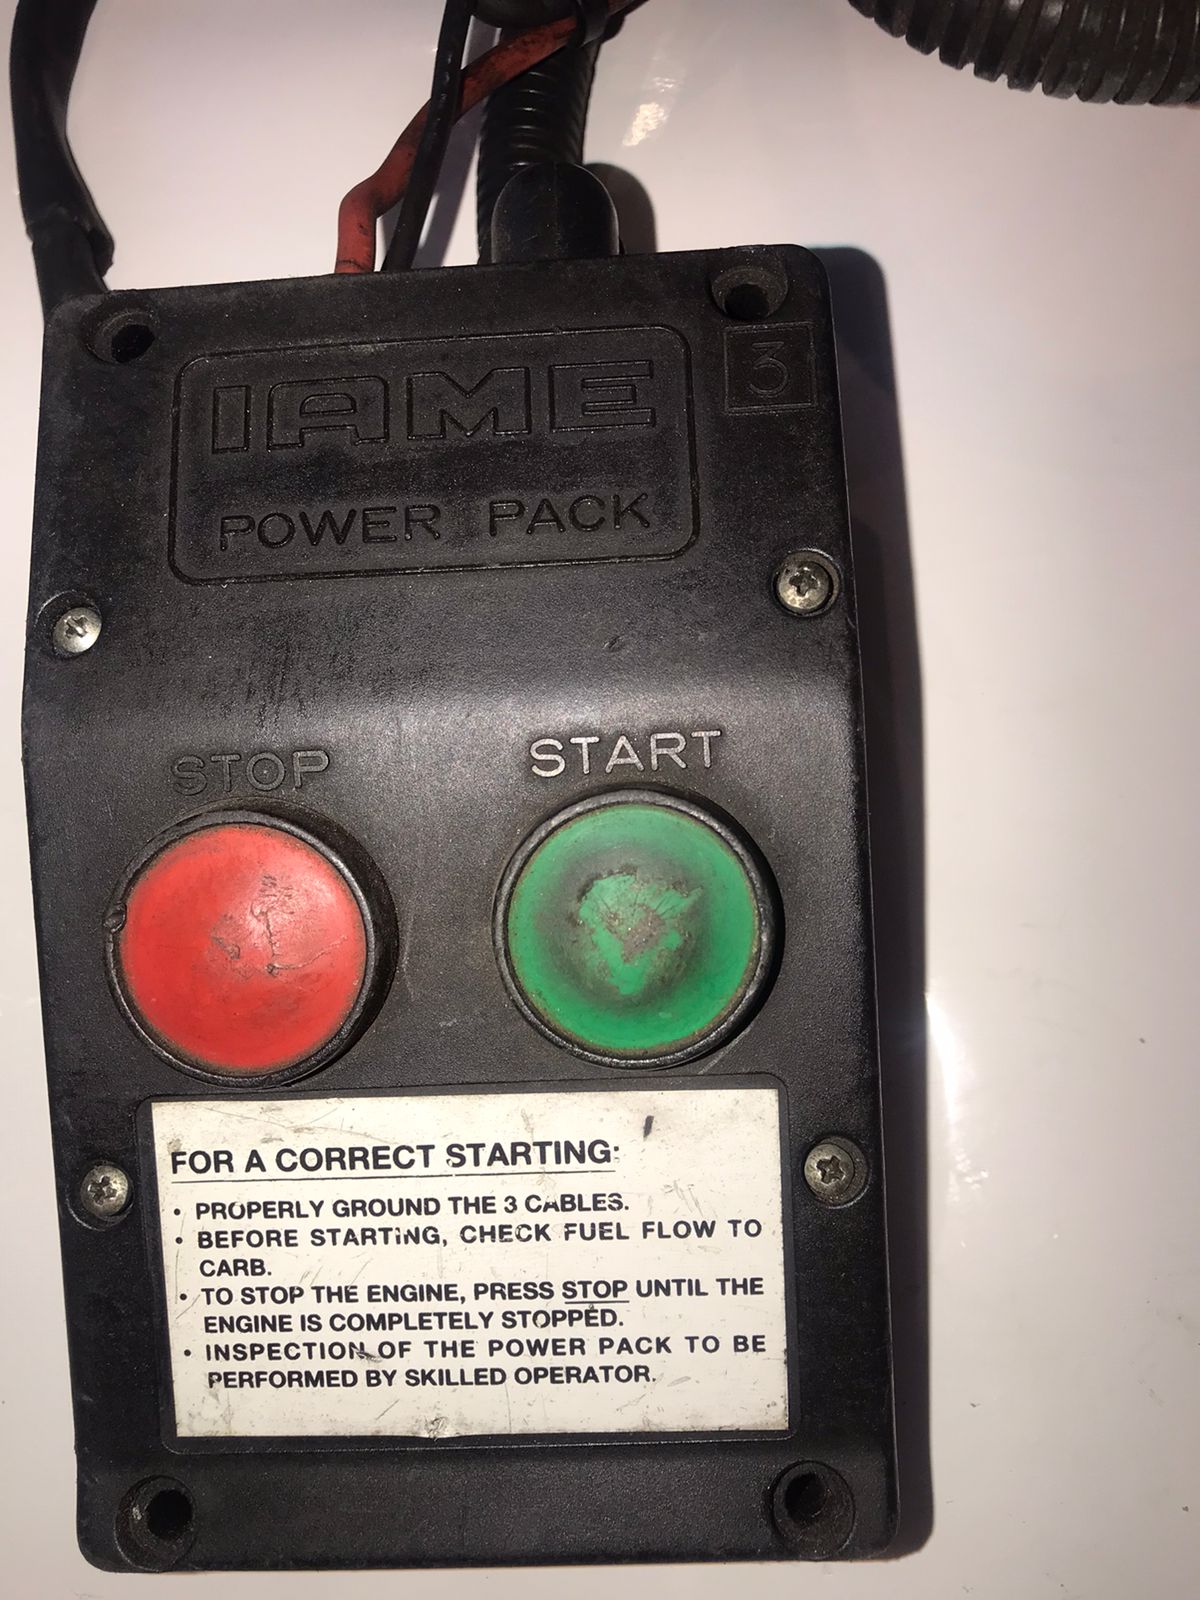 IAME
3
POWER PACK
STOP
START
FOR A CORRECT STARTING:
• PROPERLY GROUND THE 3 CABLES.
• BEFORE STARTING, CHECK FUEL FLOW TO
CARB.
• TO STOP THE ENGINE, PRESS STOP UNTIL THE
ENGINE IS COMPLETELY STOPPED.
• INSPECTION OF THE POWER PACK TO BE
PERFORMED BY SKILLED OPERATOR.